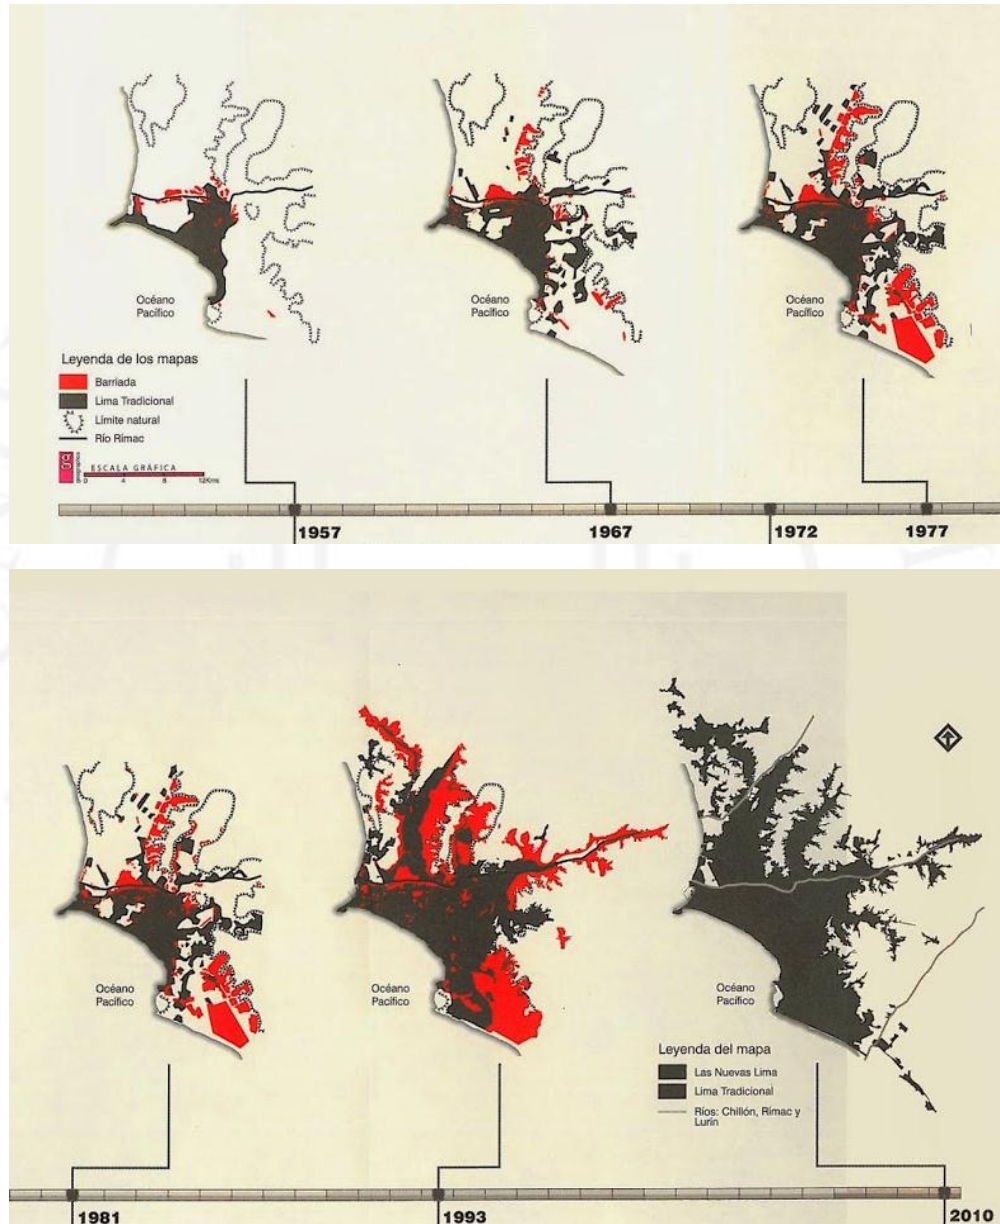 Océano
Pacífico
Océano
Pacífico
Océano
Pacífico
Leyenda de los mapas
Barriada
Lima Tradicional
Límite natural
Río Rímac
g
geographos
ESCALA GRÁFICA
0 4 8 12Kms
1957
1967
1972
1977
Océano
Pacífico
Océano
Pacífico
Océano
Pacífico
Leyenda del mapa
Las Nuevas Lima
Lima Tradicional
Ríos: Chillón, Rímac y
Lurín
1981
1993
2010